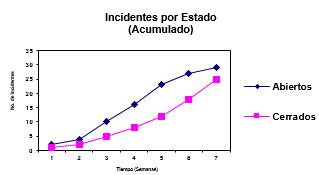 Incidentes por Estado
(Acumulado)
No. de Incidentes
35
30
25
20
15
10
5
0
1 2 3 4 5 6 7
Tiempo (Semanas)
Abiertos
Cerrados